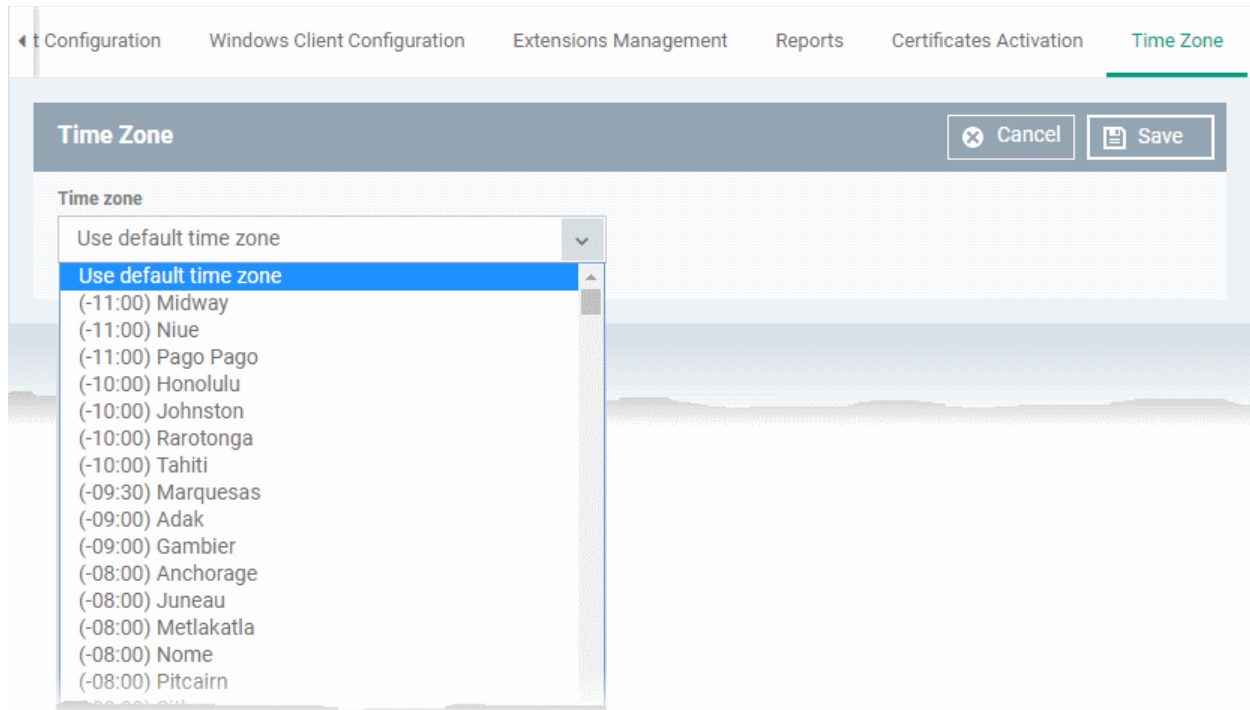 t Configuration Windows Client Configuration Extensions Management Reports Certificates Activation Time Zone
Time Zone Cancel Save
Time zone
Use default time zone
Use default time zone
(-11:00) Midway
(-11:00) Niue
(-11:00) Pago Pago
(-10:00) Honolulu
(-10:00) Johnston
(-10:00) Rarotonga
(-10:00) Tahiti
(-09:30) Marquesas
(-09:00) Adak
(-09:00) Gambier
(-08:00) Anchorage
(-08:00) Juneau
(-08:00) Metlakatla
(-08:00) Nome
(-08:00) Pitcairn